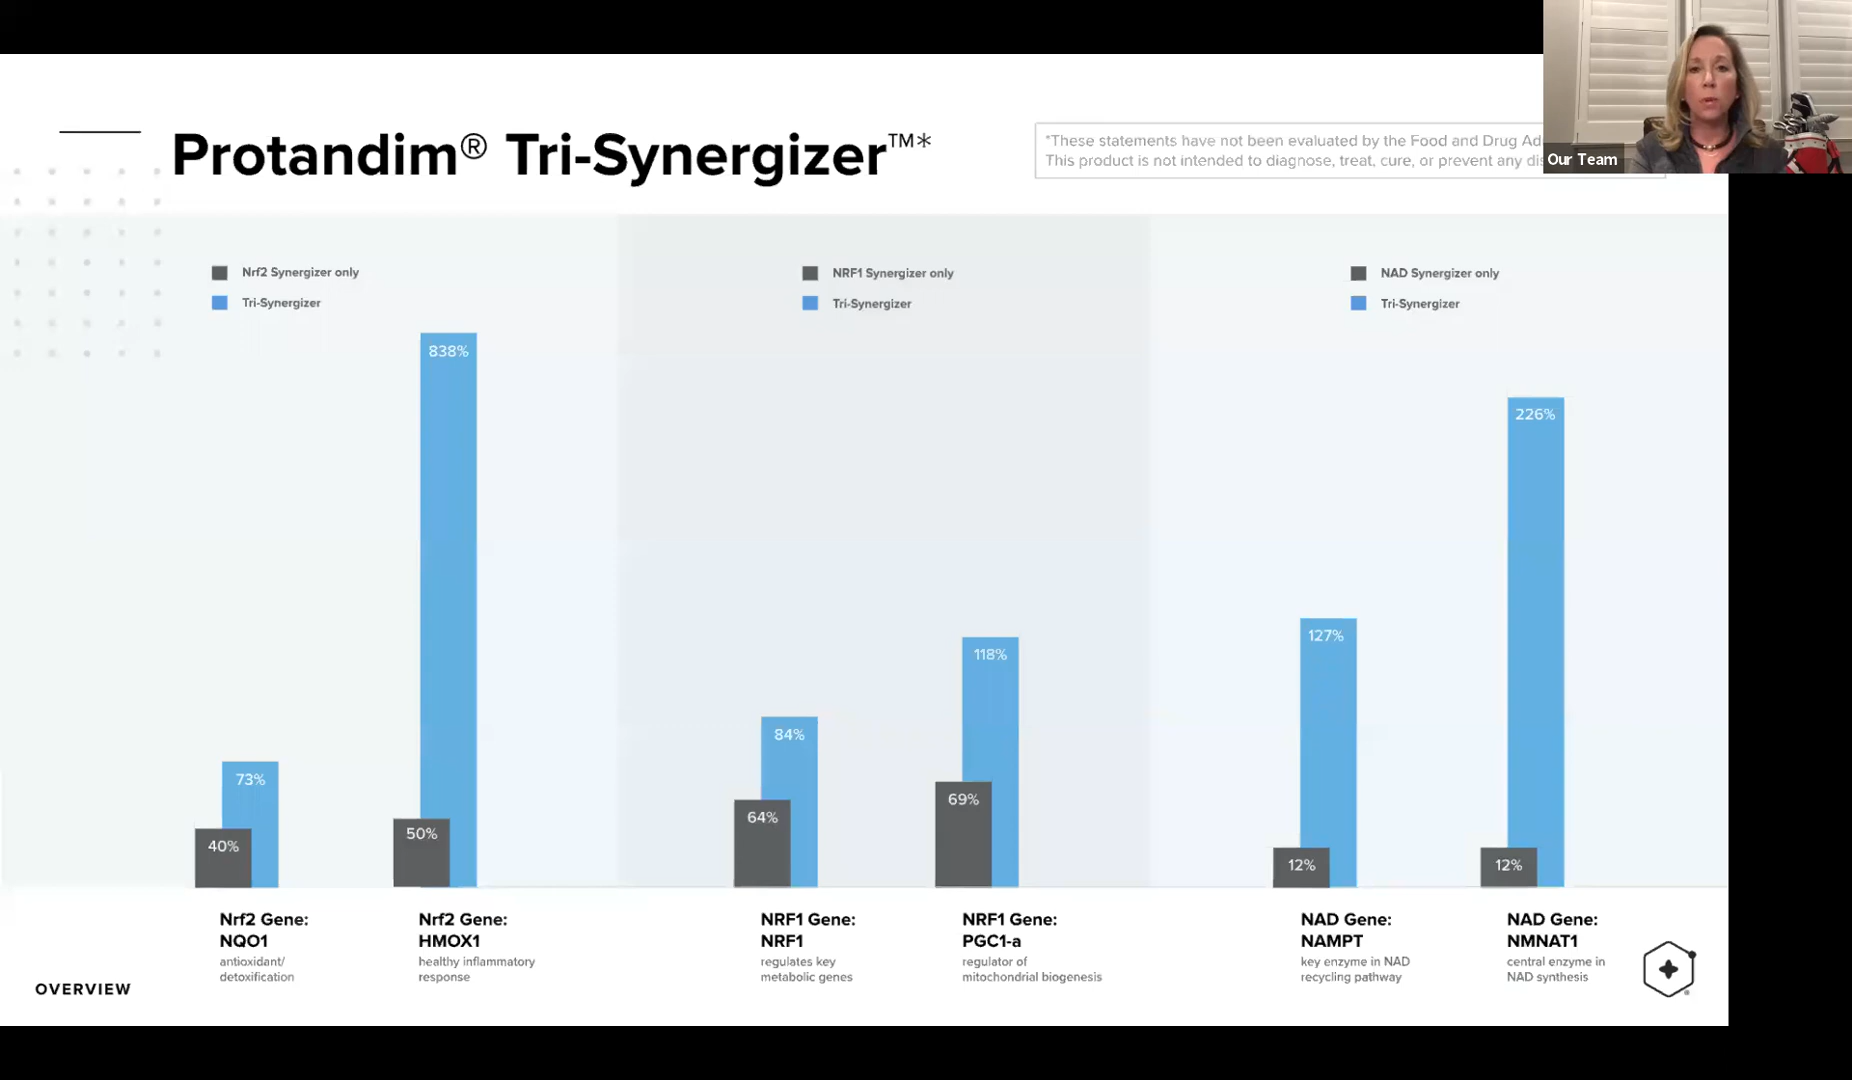 Protandim® Tri-Synergizer™*
*These statements have not been evaluated by the Food and Drug
This product is not intended to diagnose, treat, cure, or prevent any
Our Team
Nrf2 Synergizer only
Tri-Synergizer
NRF1 Synergizer only
Tri-Synergizer
NAD Synergizer only
Tri-Synergizer
838%
226%
127%
118%
84%
73%
69%
64%
50%
40%
12%
12%
Nrf2 Gene:
NQO1
antioxidant/
detoxification
Nrf2 Gene:
HMOX1
healthy inflammatory
response
NRF1 Gene:
NRF1
regulates key
metabolic genes
NRF1 Gene:
PGC1-a
regulator of
mitochondrial biogenesis
NAD Gene:
NAMPT
key enzyme in NAD
recycling pathway
NAD Gene:
NMNAT1
central enzyme in
NAD synthesis
OVERVIEW